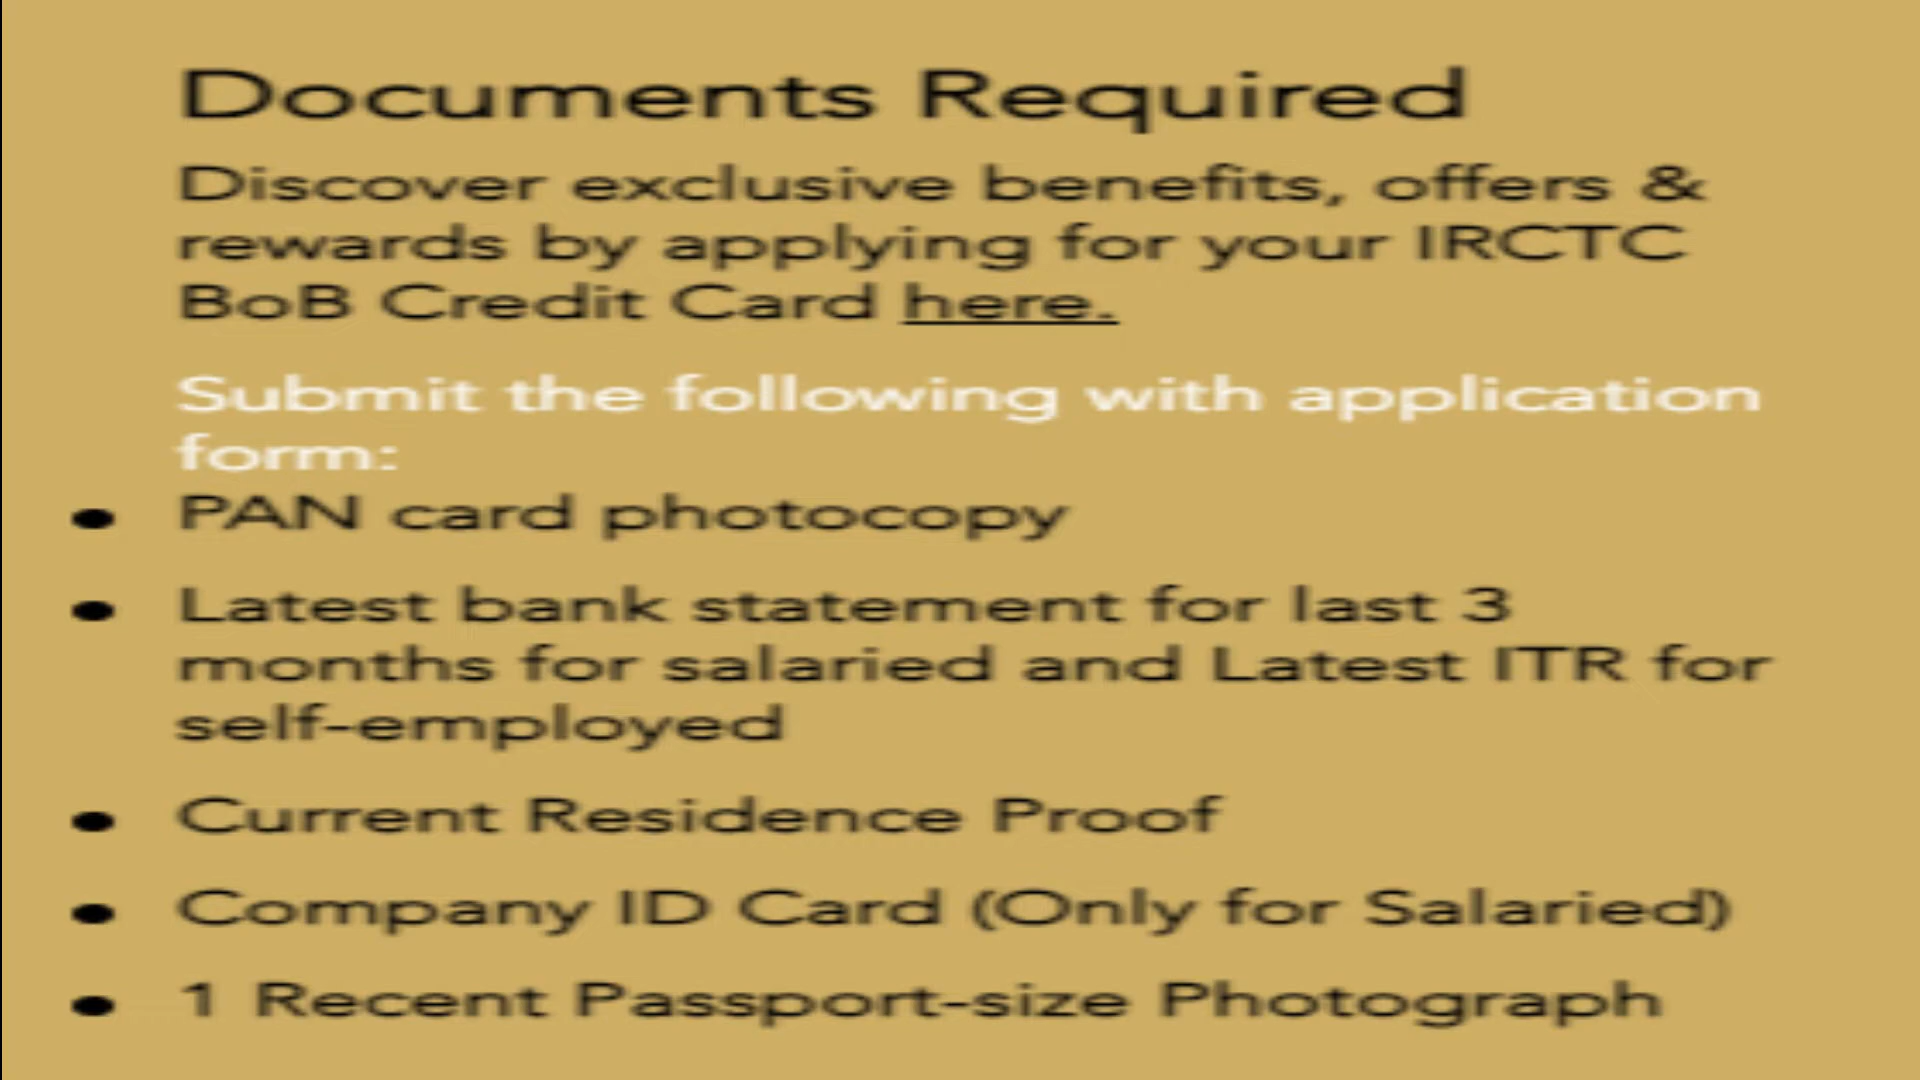 Documents Required
Discover exclusive benefits, offers &
rewards by applying for your IRCTC
BoB Credit Card here.
Submit the following with application
form:
• PAN card photocopy
• Latest bank statement for last 3
months for salaried and Latest ITR for
self-employed
• Current Residence Proof
• Company ID Card (Only for Salaried)
• 1 Recent Passport-size Photograph